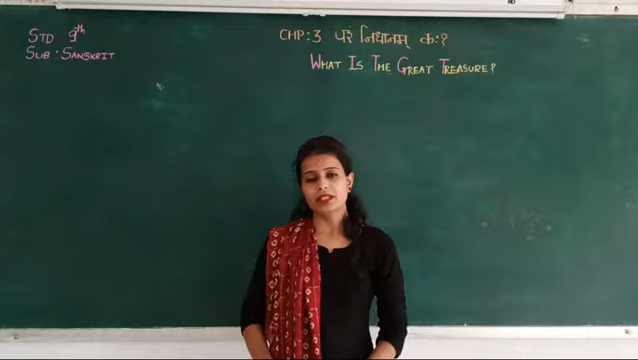 STD 9th
SUB : SANSKRIT
CHP : 3 परं निधानम् कः?
WHAT IS THE GREAT TREASURE?